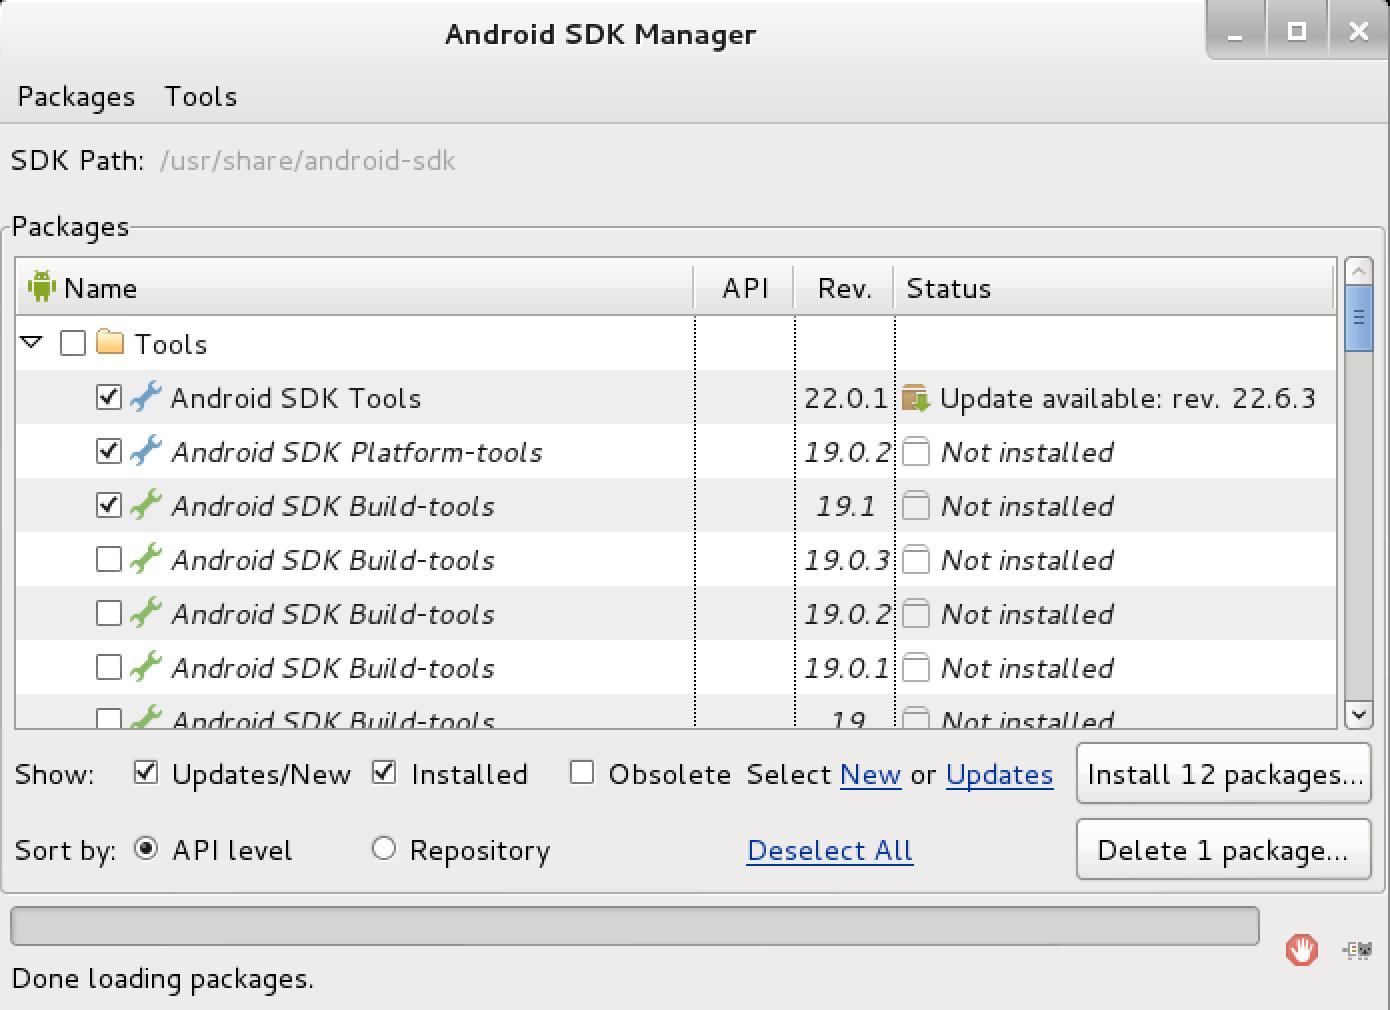 Android SDK Manager
Packages Tools
SDK Path: /usr/share/android-sdk
Packages
Name API Rev. Status
Tools
Android SDK Tools 22.0.1 Update available: rev. 22.6.3
Android SDK Platform-tools 19.0.2 Not installed
Android SDK Build-tools 19.1 Not installed
Android SDK Build-tools 19.0.3 Not installed
Android SDK Build-tools 19.0.2 Not installed
Android SDK Build-tools 19.0.1 Not installed
Android SDK Build-tools 19 Not installed
Show: Updates/New Installed Obsolete Select New or Updates Install 12 packages...
Sort by: API level Repository Deselect All Delete 1 package...
Done loading packages.